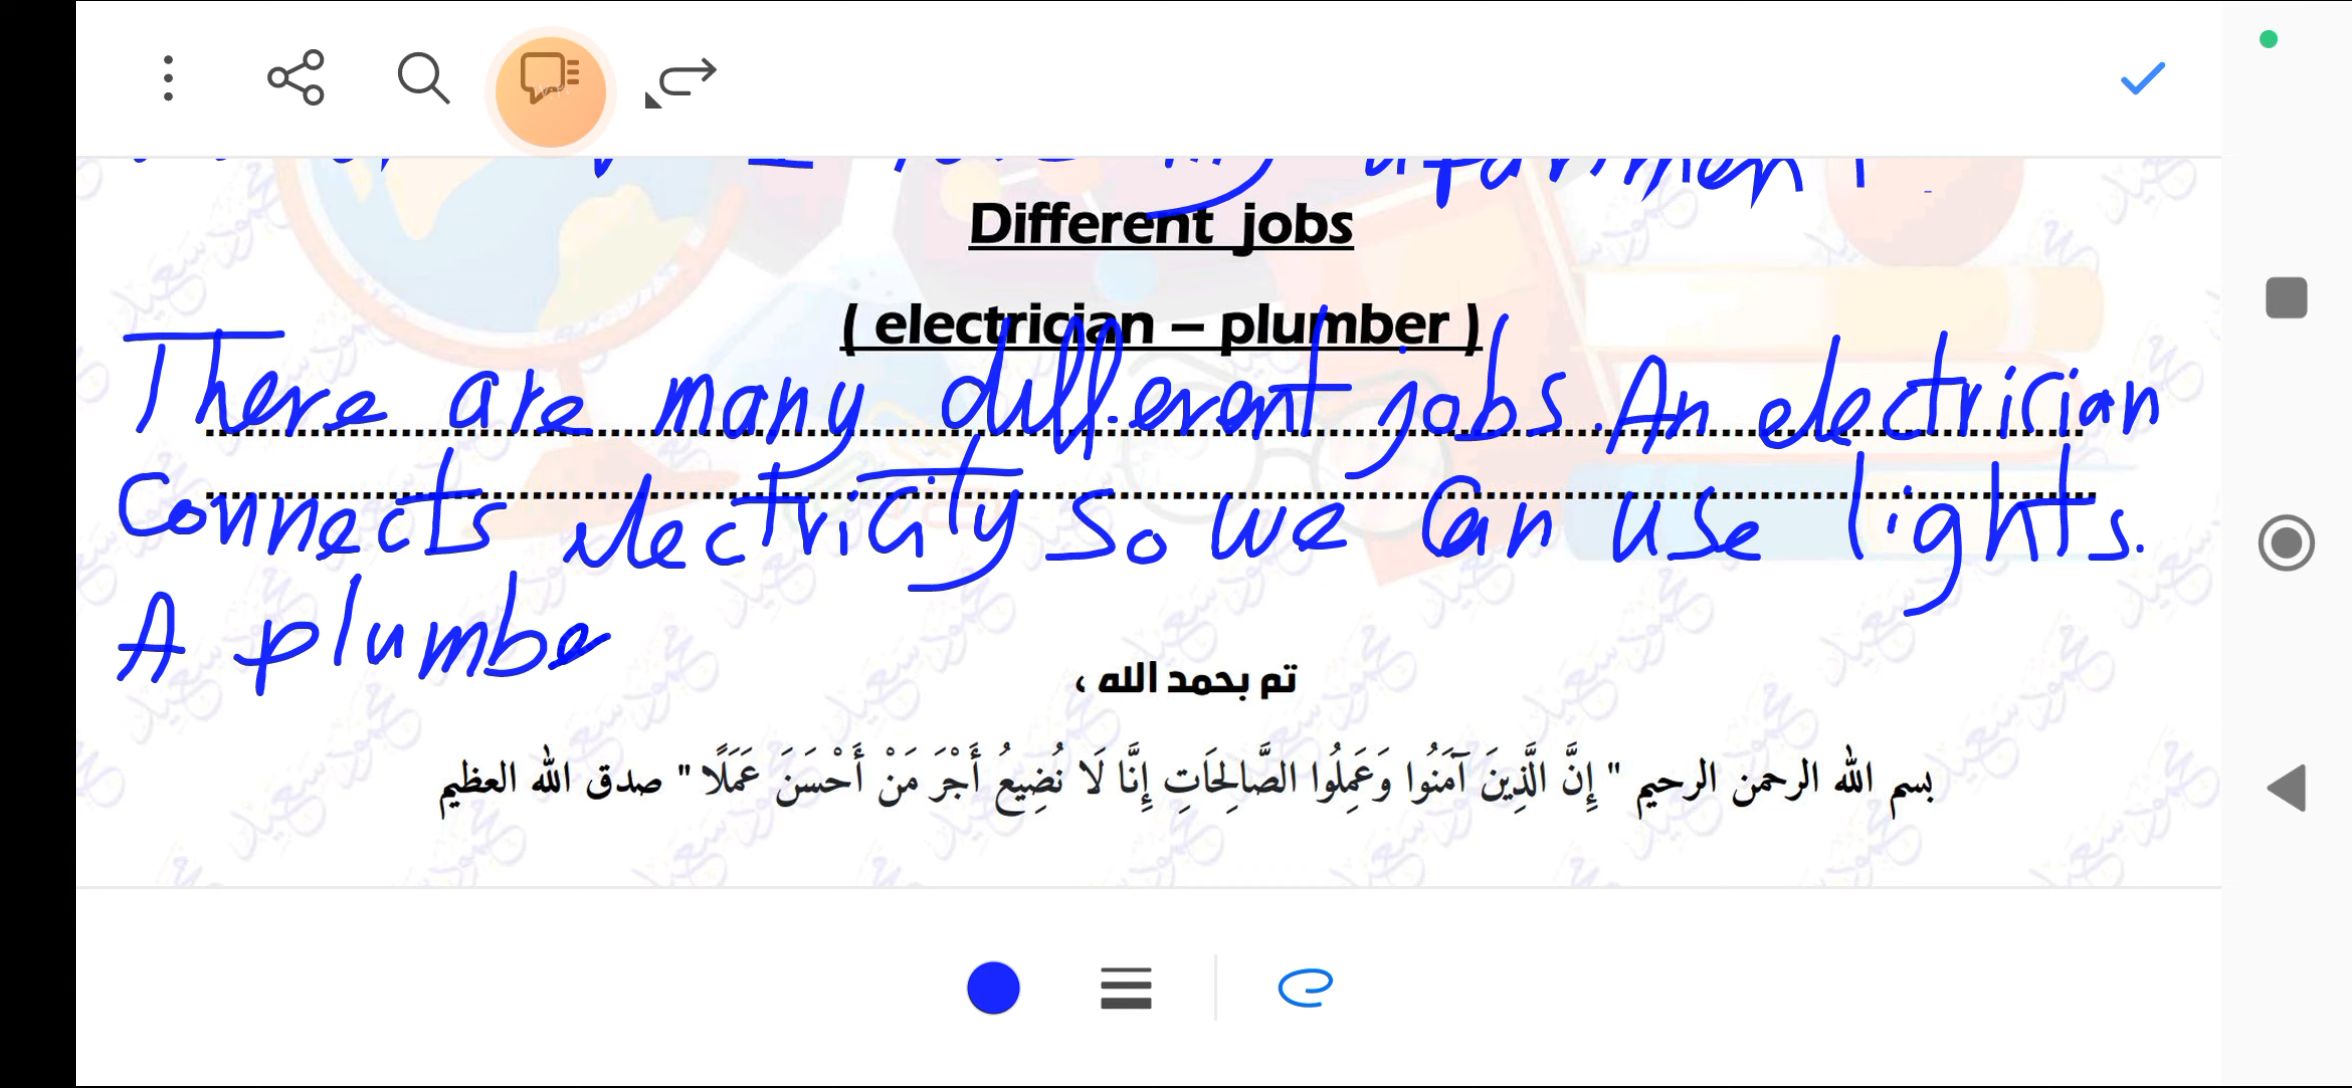 Different jobs
( electrician – plumber )
There are many different jobs. An electrician
Connects electricity so we can use lights.
A plumbe
تم بحمد الله ،
بسم الله الرحمن الرحيم " إِنَّ الَّذِينَ آمَنُوا وَعَمِلُوا الصَّالِحَاتِ إِنَّا لَا نُضِيعُ أَجْرَ مَنْ أَحْسَنَ عَمَلًا " صدق الله العظيم